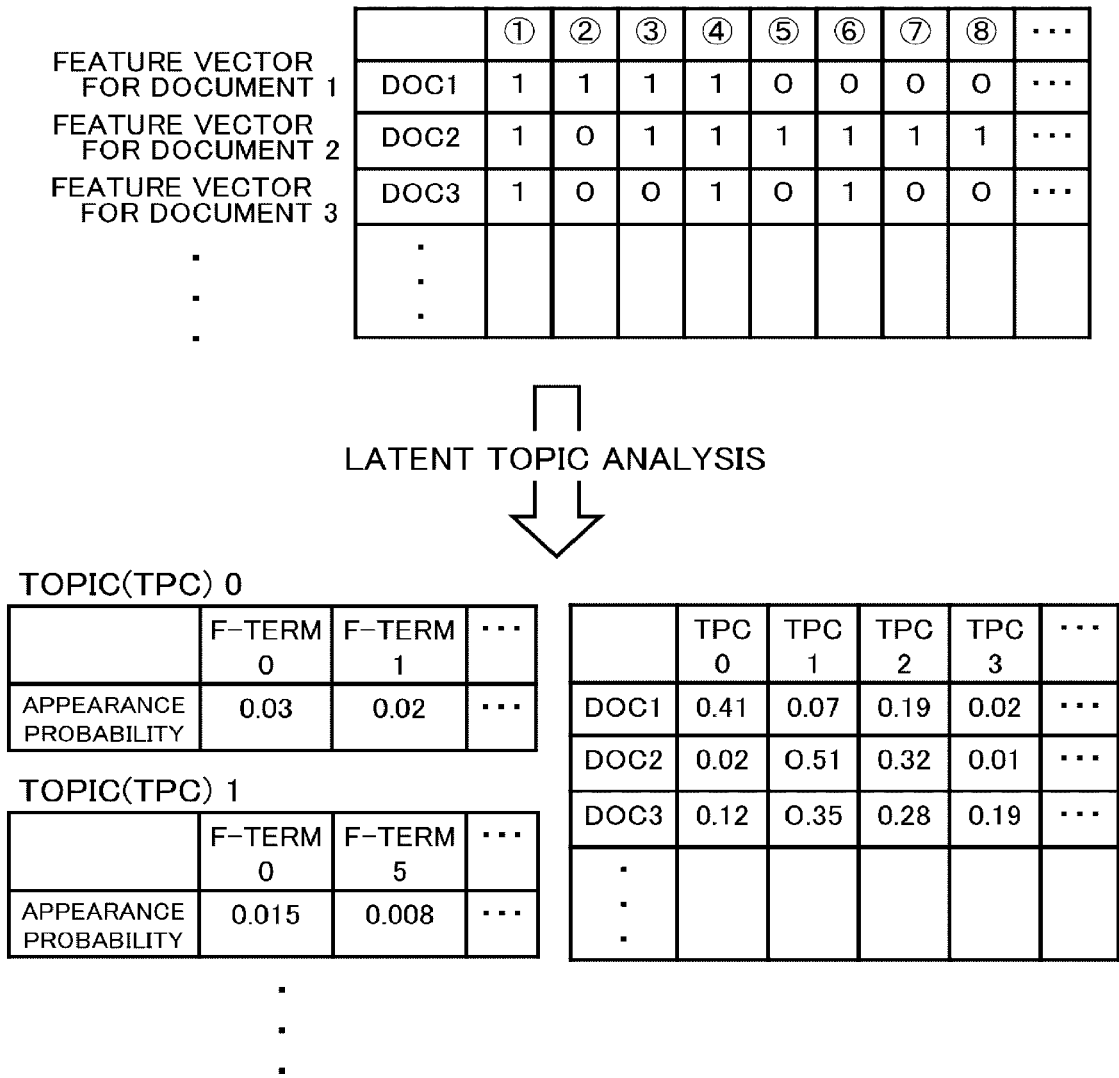 ① ② ③ ④ ⑤ ⑥ ⑦ ⑧ ...
FEATURE VECTOR
FOR DOCUMENT 1
DOC1 1 1 1 1 0 0 0 0 ...
FEATURE VECTOR
FOR DOCUMENT 2
DOC2 1 0 1 1 1 1 1 1 ...
FEATURE VECTOR
FOR DOCUMENT 3
DOC3 1 0 0 1 0 1 0 0 ...
LATENT TOPIC ANALYSIS
TOPIC(TPC) 0
F-TERM F-TERM ...
0 1
APPEARANCE
PROBABILITY
0.03 0.02 ...
TOPIC(TPC) 1
F-TERM F-TERM ...
0 5
APPEARANCE
PROBABILITY
0.015 0.008 ...
TPC TPC TPC TPC ...
0 1 2 3
DOC1 0.41 0.07 0.19 0.02 ...
DOC2 0.02 0.51 0.32 0.01 ...
DOC3 0.12 0.35 0.28 0.19 ...